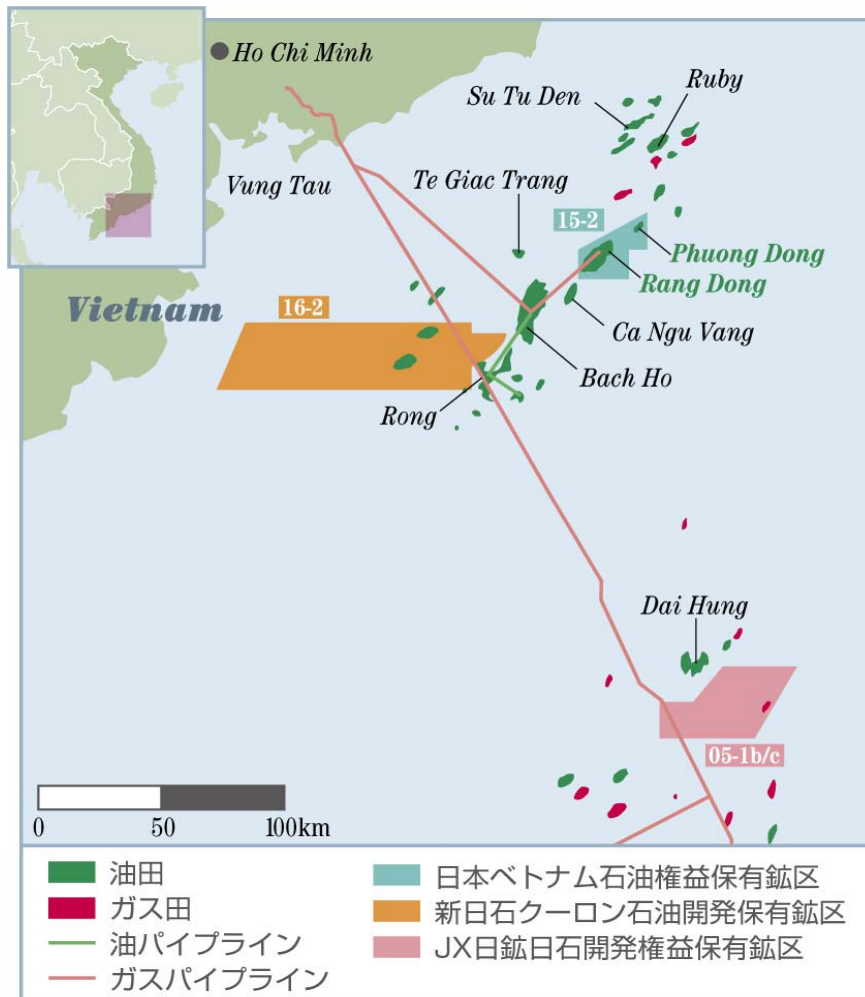 Ho Chi Minh
Su Tu Den
Ruby
Vung Tau
Te Giac Trang
15-2
Phuong Dong
Rang Dong
Vietnam
16-2
Ca Ngu Vang
Bach Ho
Rong
Dai Hung
05-1b/c
0 50 100km
油田
ガス田
油パイプライン
ガスパイプライン
日本ベトナム石油権益保有鉱区
新日石クーロン石油開発保有鉱区
JX日鉱日石開発権益保有鉱区